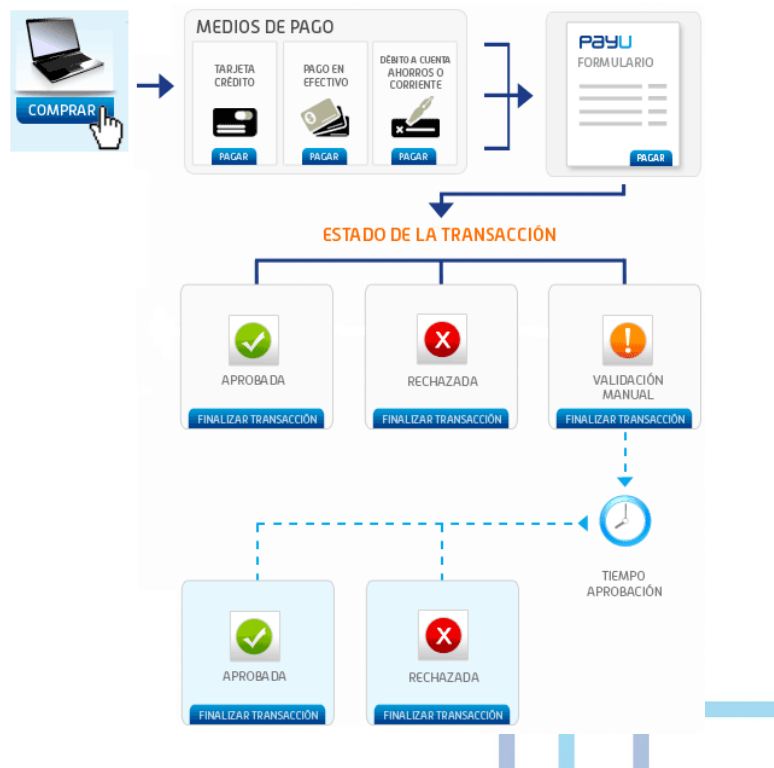 COMPRAR
MEDIOS DE PAGO
TARJETA
CRÉDITO
PAGAR
PAGO EN
EFECTIVO
PAGAR
DÉBITO A CUENTA
AHORROS O
CORRIENTE
PAGAR
PayU
FORMULARIO
PAGAR
ESTADO DE LA TRANSACCIÓN
APROBADA
FINALIZAR TRANSACCIÓN
RECHAZADA
FINALIZAR TRANSACCIÓN
VALIDACIÓN
MANUAL
FINALIZAR TRANSACCIÓN
TIEMPO
APROBACIÓN
APROBADA
FINALIZAR TRANSACCIÓN
RECHAZADA
FINALIZAR TRANSACCIÓN